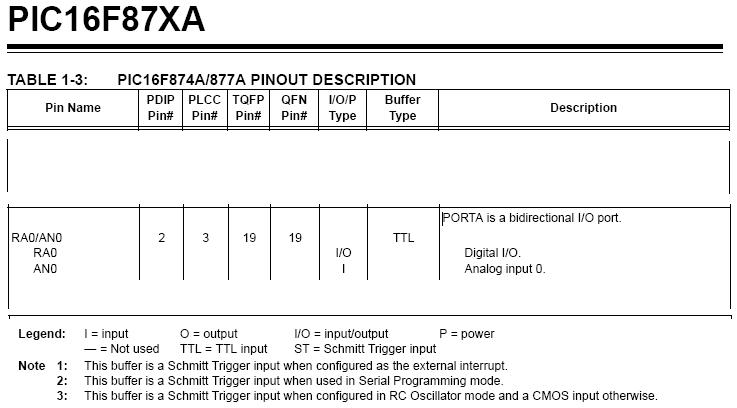 PIC16F87XA
TABLE 1-3: PIC16F874A/877A PINOUT DESCRIPTION
Pin Name PDIP Pin# PLCC Pin# TQFP Pin# QFN Pin# I/O/P Type Buffer Type Description
PORTA is a bidirectional I/O port.
RA0/AN0 2 3 19 19 TTL
RA0 I/O Digital I/O.
AN0 I Analog input 0.
Legend: I = input O = output I/O = input/output P = power
— = Not used TTL = TTL input ST = Schmitt Trigger input
Note 1: This buffer is a Schmitt Trigger input when configured as the external interrupt.
2: This buffer is a Schmitt Trigger input when used in Serial Programming mode.
3: This buffer is a Schmitt Trigger input when configured in RC Oscillator mode and a CMOS input otherwise.